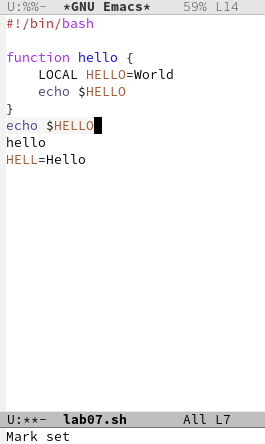 U:%%-  *GNU Emacs*    59% L14
#!/bin/bash
function hello {
    LOCAL HELLO=World
    echo $HELLO
}
echo $HELLO
hello
HELL=Hello
U:**-  lab07.sh       All L7
Mark set